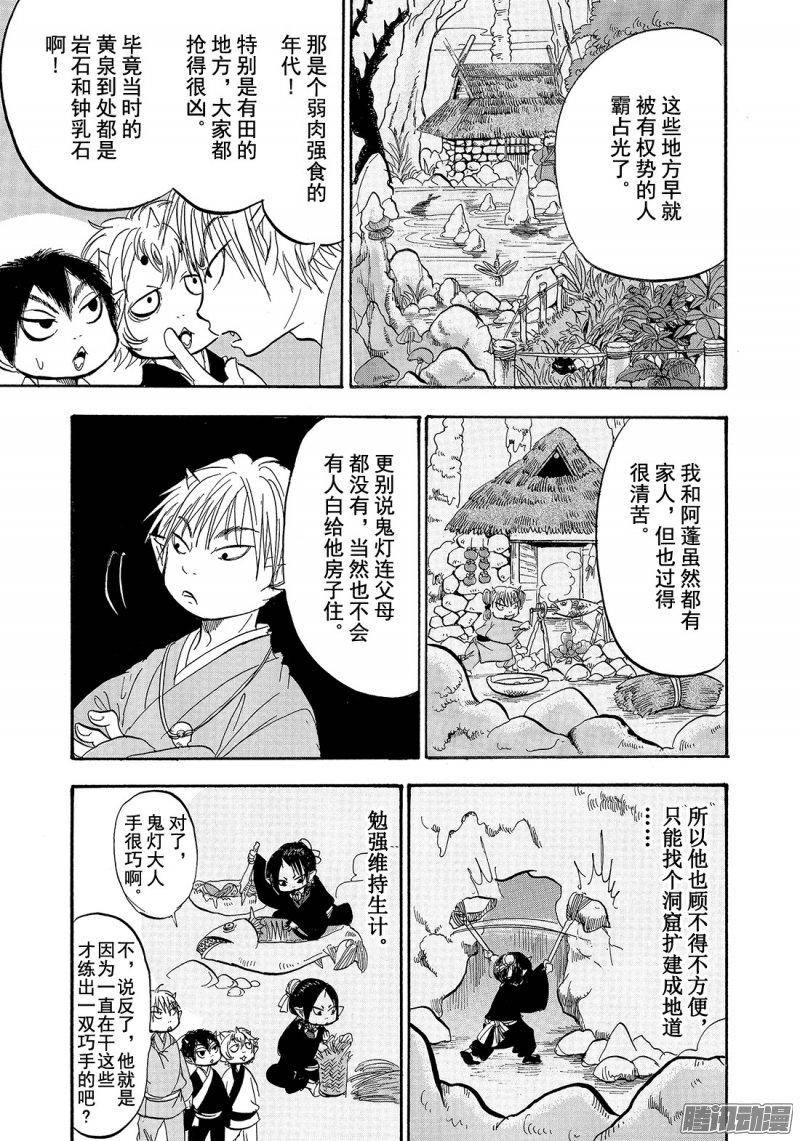 这些地方早就
被有权势的人
霸占光了。
那是个弱肉强食的
年代！
特别是有田的
地方，大家都
抢得很凶。
毕竟当时的
黄泉到处都是
岩石和钟乳石
啊！
我和阿蓬虽然都有
家人，但也过得
很清苦。
更别说鬼灯连父母
都没有，当然也不会
有人白给他房子住。
所以他也顾不得不方便，
只能找个洞窟扩建成地道
……
勉强维持生计。
对了，
鬼灯大人
手很巧啊。
不，说反了，他就是
因为一直在干这些
才练出一双巧手的吧？
腾讯动漫